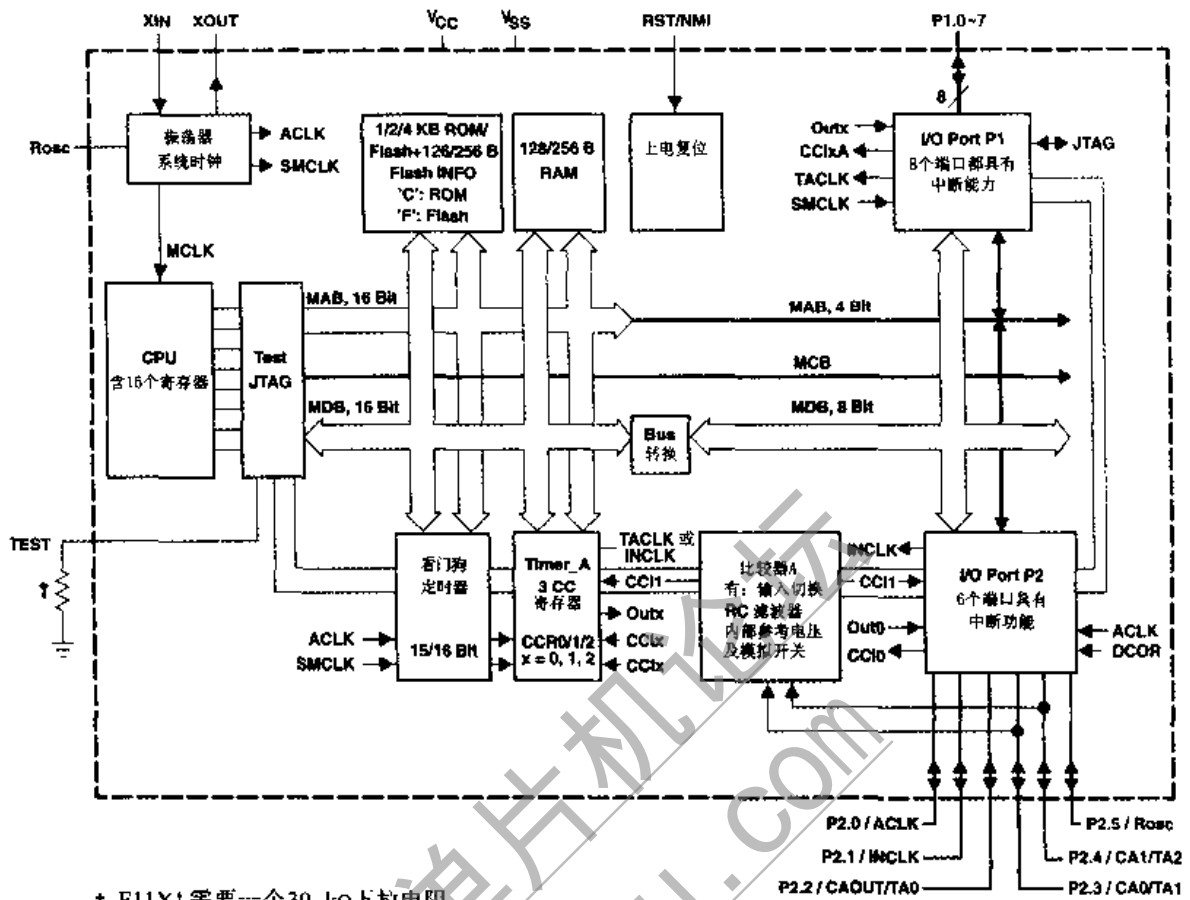 XIN XOUT VCC VSS RST/NMI P1.0~7
8
Rosc
振荡器
系统时钟
ACLK
SMCLK
MCLK
1/2/4 KB ROM/
Flash+126/256 B
Flash INFO
'C': ROM
'F': Flash
128/256 B
RAM
上电复位
Outx
CCIxA
TACLK
SMCLK
I/O Port P1
8个端口都具有
中断能力
JTAG
CPU
含16个寄存器
Test
JTAG
MAB, 16 Bit
MAB, 4 Bit
MCB
MDB, 16 Bit
MDB, 8 Bit
Bus
转换
TEST
看门狗
定时器
15/16 Bit
ACLK
SMCLK
Timer_A
3 CC
寄存器
CCR0/1/2
x = 0, 1, 2
TACLK 或
INCLK
CCI1
Outx
CCIx
CCIx
比较器A
有：输入切换
RC 滤波器
内部参考电压
及模拟开关
INCLK
CCI1
Out0
CCI0
I/O Port P2
6个端口具有
中断功能
ACLK
DCOR
P2.0 / ACLK
P2.1 / INCLK
P2.2 / CAOUT/TA0
P2.5 / Rosc
P2.4 / CA1/TA2
P2.3 / CA0/TA1
单片机论坛
.com